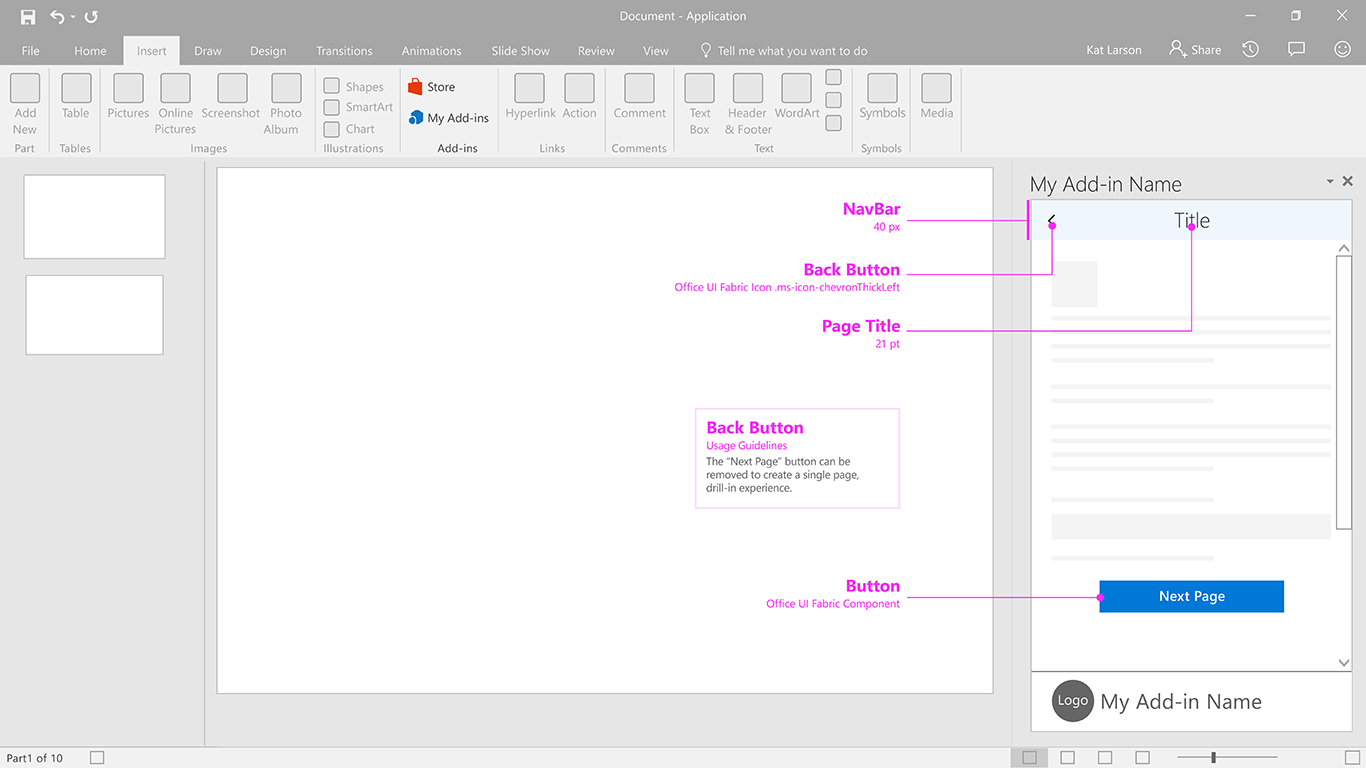 Document - Application
File Home Insert Draw Design Transitions Animations Slide Show Review View Tell me what you want to do Kat Larson Share
Add New
Table
Pictures
Online Pictures
Screenshot
Photo Album
Shapes
SmartArt
Chart
Store
My Add-ins
Hyperlink
Action
Comment
Text Box
Header & Footer
WordArt
Symbols
Media
Part
Tables
Images
Illustrations
Add-ins
Links
Comments
Text
Symbols
My Add-in Name
Title
NavBar
40 px
Back Button
Office UI Fabric Icon .ms-icon-chevronThickLeft
Page Title
21 pt
Back Button
Usage Guidelines
The “Next Page” button can be
removed to create a single page,
drill-in experience.
Button
Office UI Fabric Component
Next Page
Logo
My Add-in Name
Part1 of 10